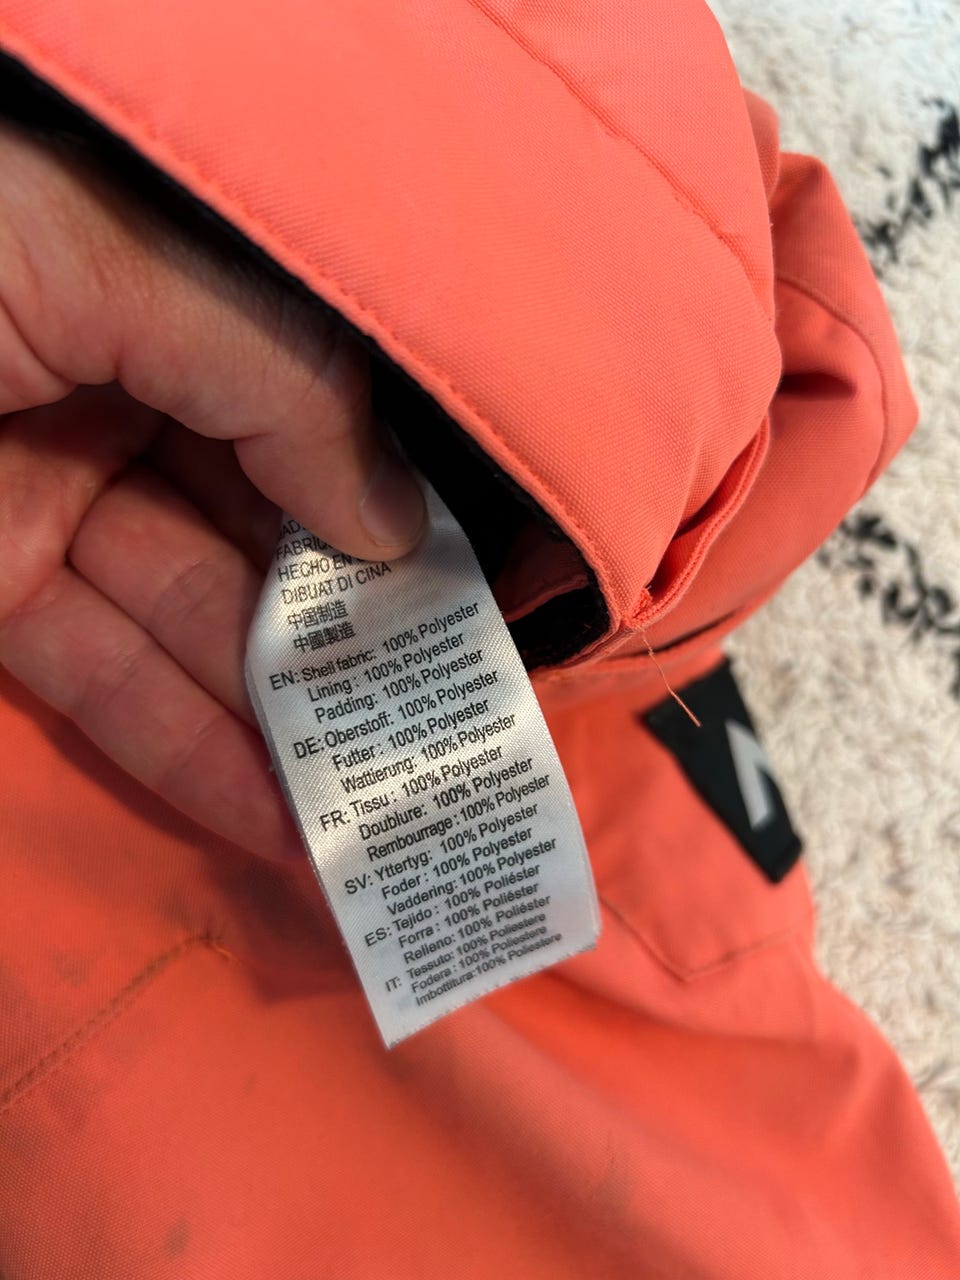 FABRIQ
HECHO EN
DIBUAT DI CINA
中国制造
中國製造
EN: Shell fabric: 100% Polyester
Lining : 100% Polyester
Padding: 100% Polyester
DE: Oberstoff: 100% Polyester
Futter : 100% Polyester
Wattierung: 100% Polyester
FR: Tissu : 100% Polyester
Doublure: 100% Polyester
Rembourrage : 100% Polyester
SV: Yttertyg: 100% Polyester
Foder : 100% Polyester
Vaddering: 100% Polyester
ES: Tejido : 100% Poliéster
Forra : 100% Poliéster
Relleno: 100% Poliéster
IT: Tessuto: 100% Poliestere
Fodera : 100% Poliestere
Imbottitura:100% Poliestere